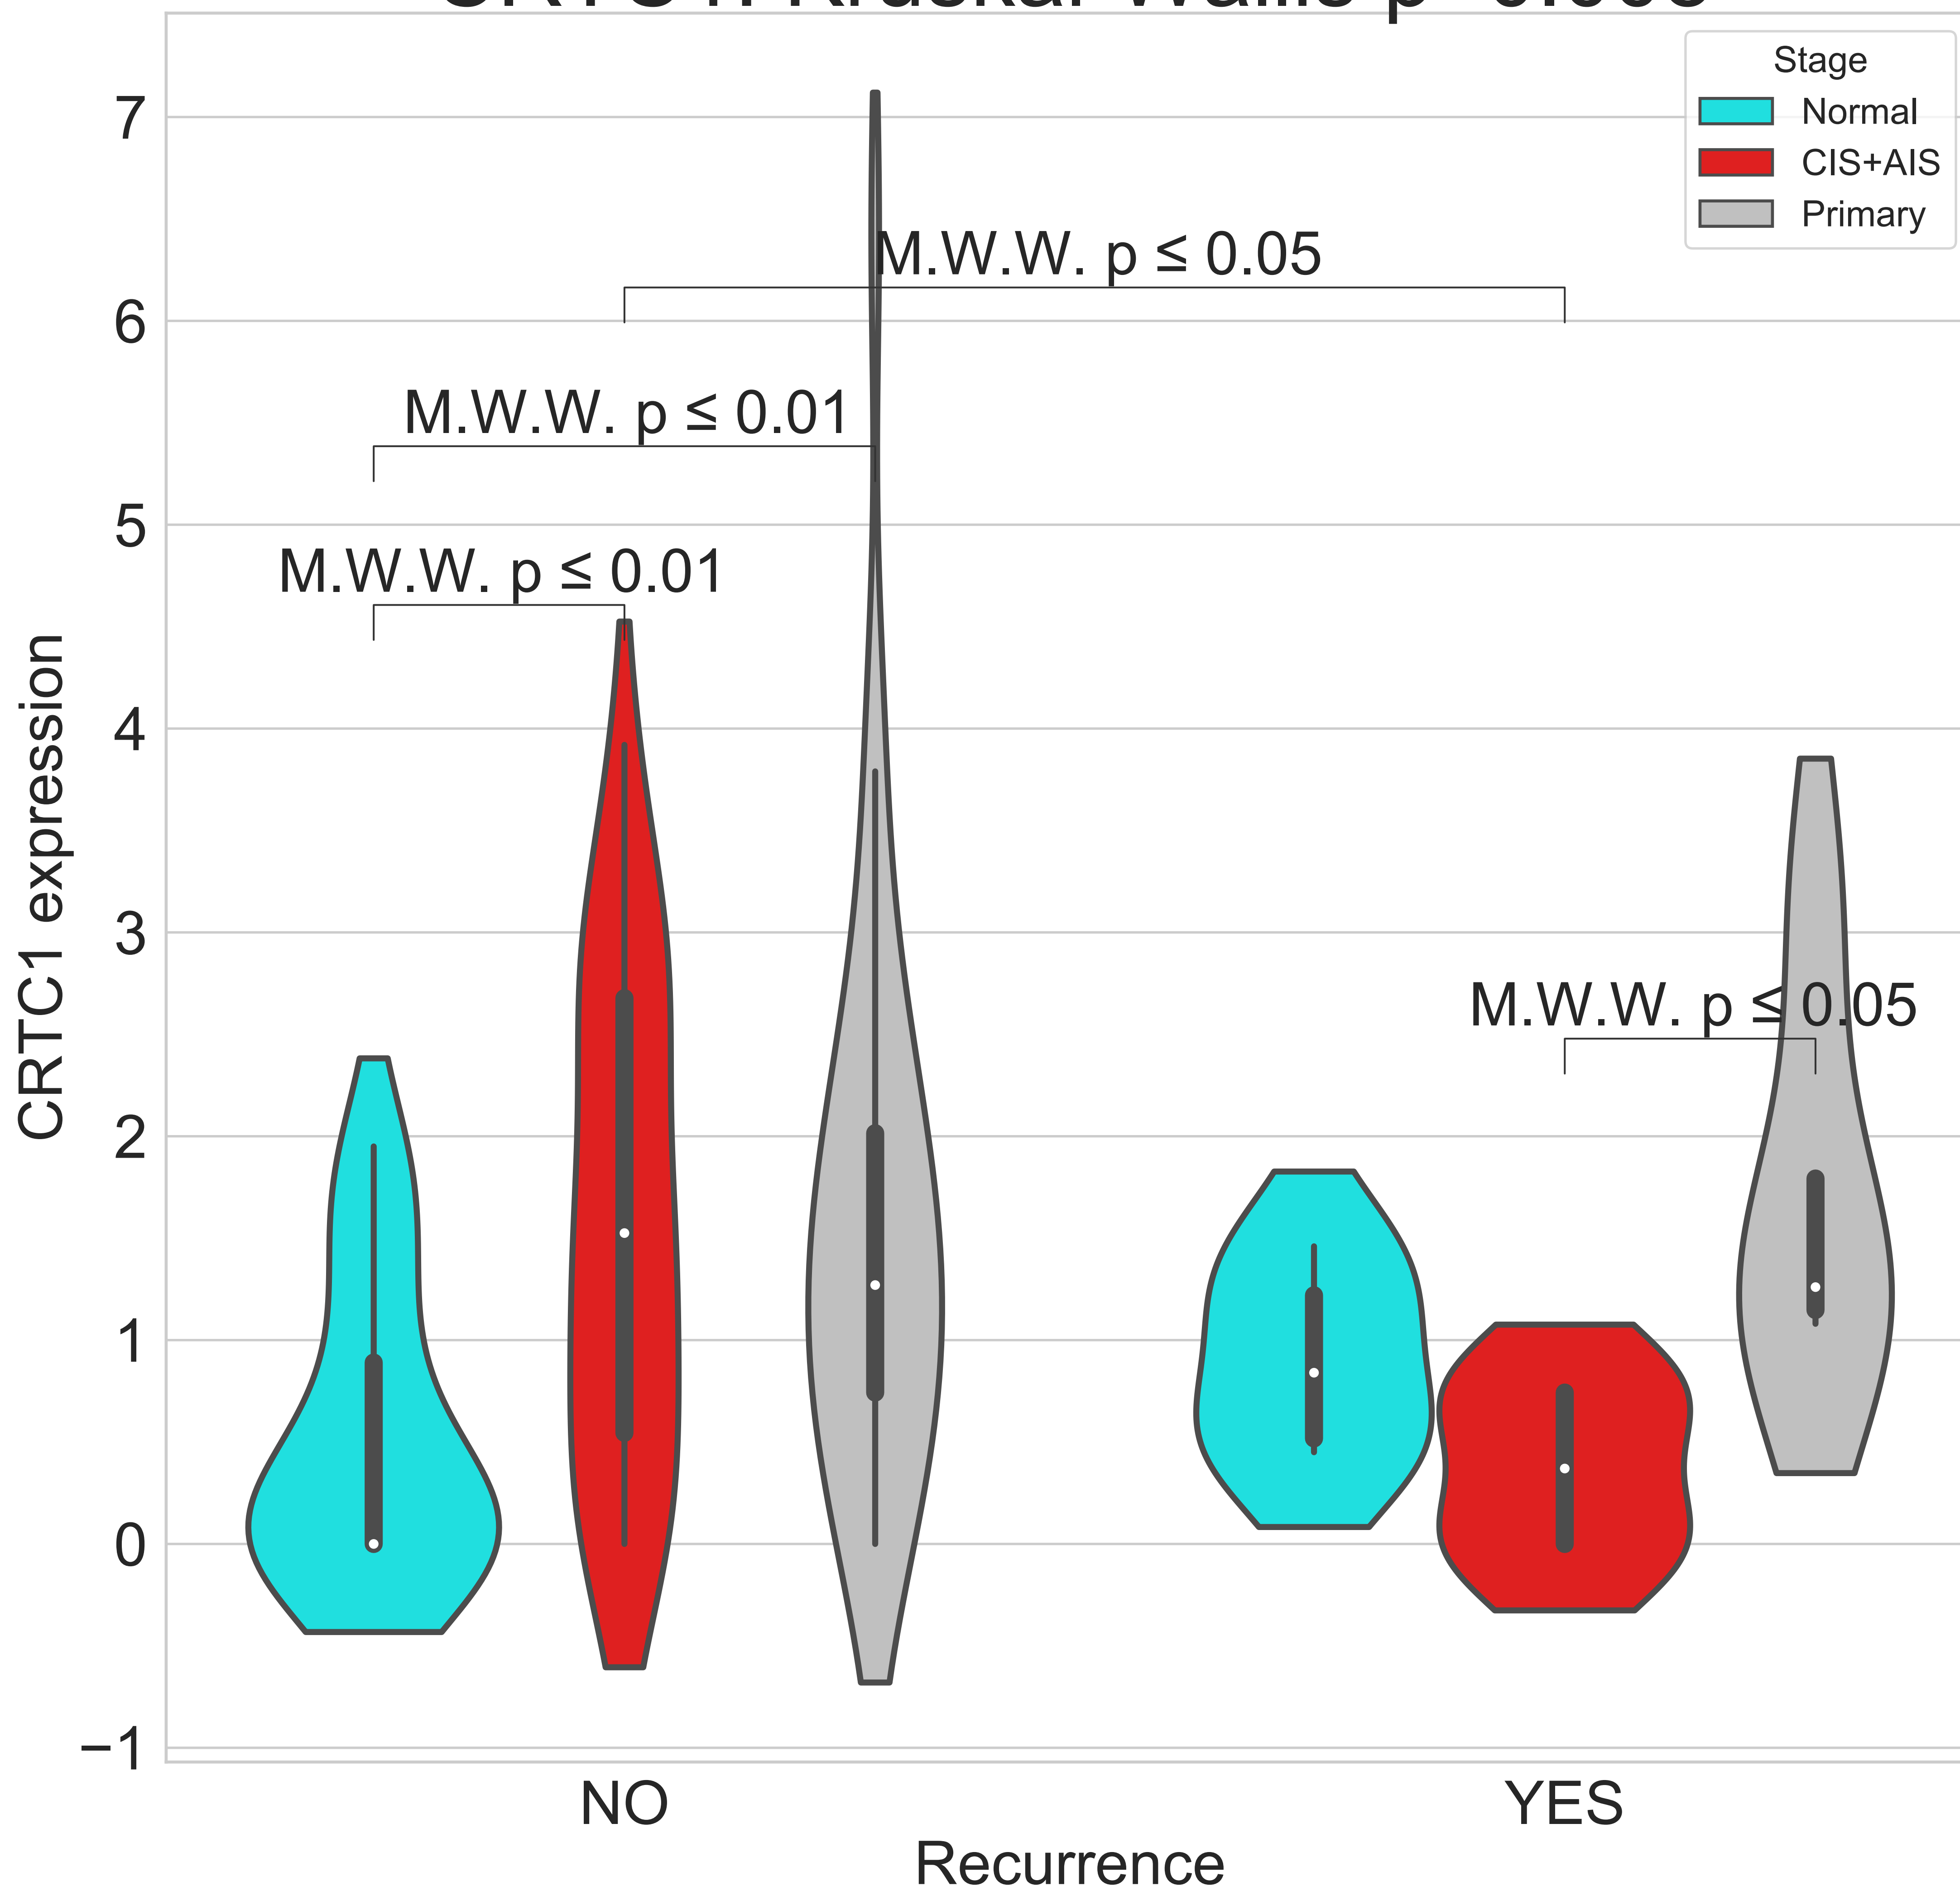 7
6
5
4
3
2
1
0
−1
CRTC1 expression
Stage
Normal
CIS+AIS
Primary
M.W.W. p ≤ 0.05
M.W.W. p ≤ 0.01
M.W.W. p ≤ 0.01
M.W.W. p ≤ 0.05
NO
YES
Recurrence